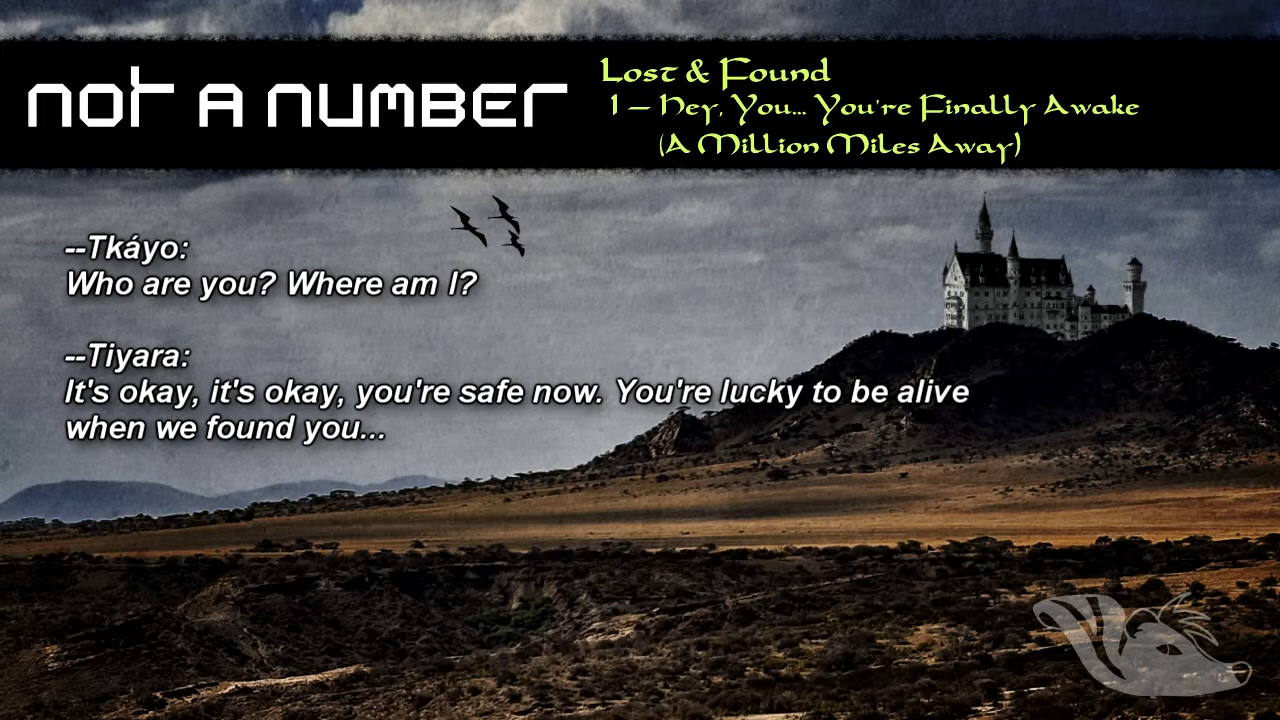 not a number
Lost & Found
1 — Hey, You... You're Finally Awake
(A Million Miles Away)
--Tkáyo:
Who are you? Where am I?
--Tiyara:
It's okay, it's okay, you're safe now. You're lucky to be alive
when we found you...